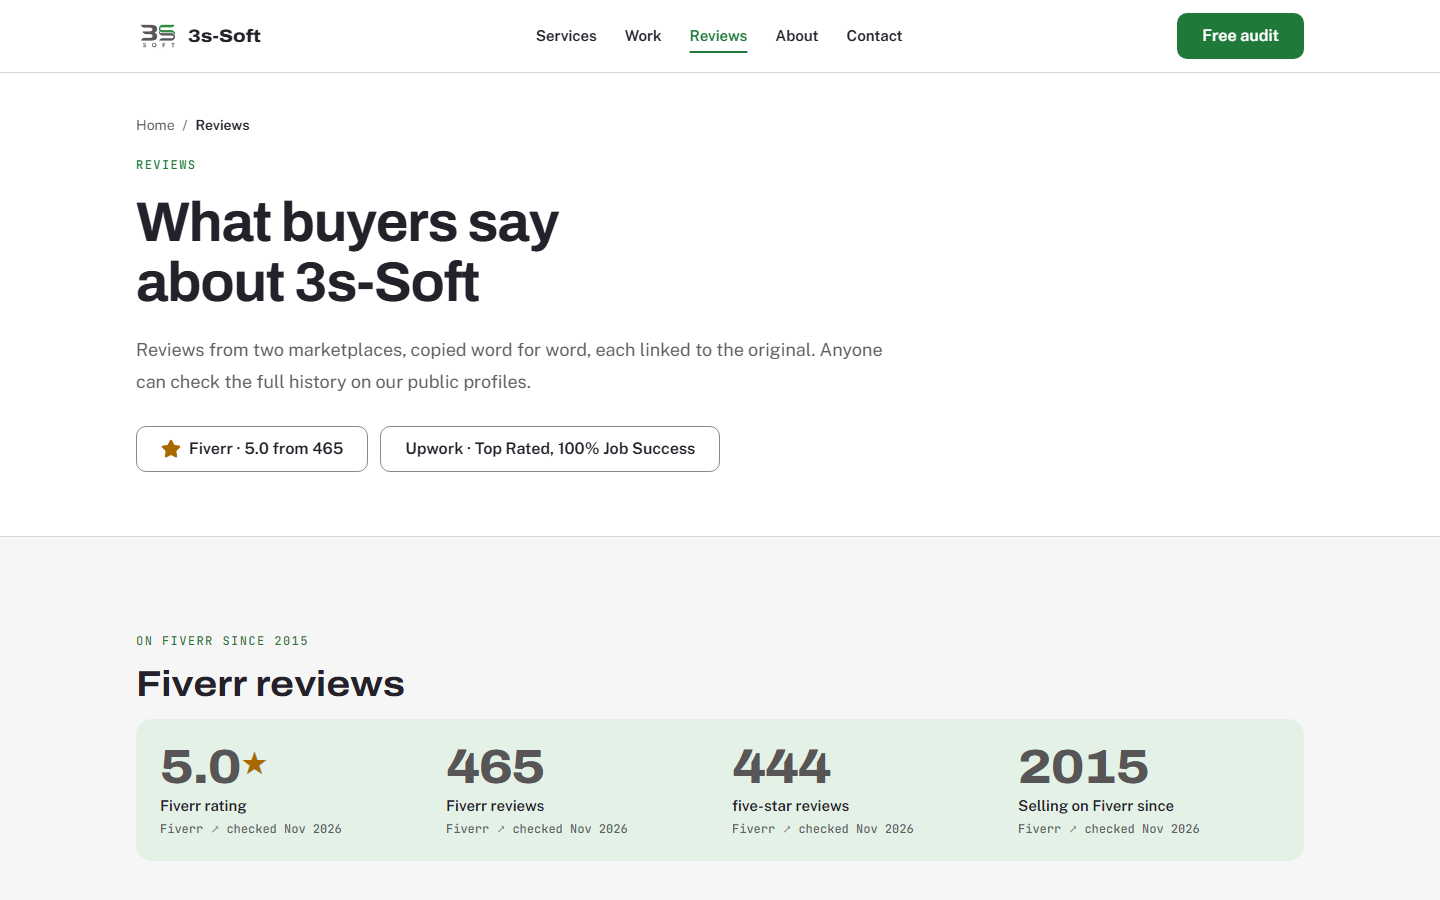 3S
SOFT
3s-Soft
Services
Work
Reviews
About
Contact
Free audit
Home / Reviews
REVIEWS
What buyers say
about 3s-Soft
Reviews from two marketplaces, copied word for word, each linked to the original. Anyone
can check the full history on our public profiles.
★ Fiverr · 5.0 from 465
Upwork · Top Rated, 100% Job Success
ON FIVERR SINCE 2015
Fiverr reviews
5.0★
Fiverr rating
Fiverr ↗ checked Nov 2026
465
Fiverr reviews
Fiverr ↗ checked Nov 2026
444
five-star reviews
Fiverr ↗ checked Nov 2026
2015
Selling on Fiverr since
Fiverr ↗ checked Nov 2026